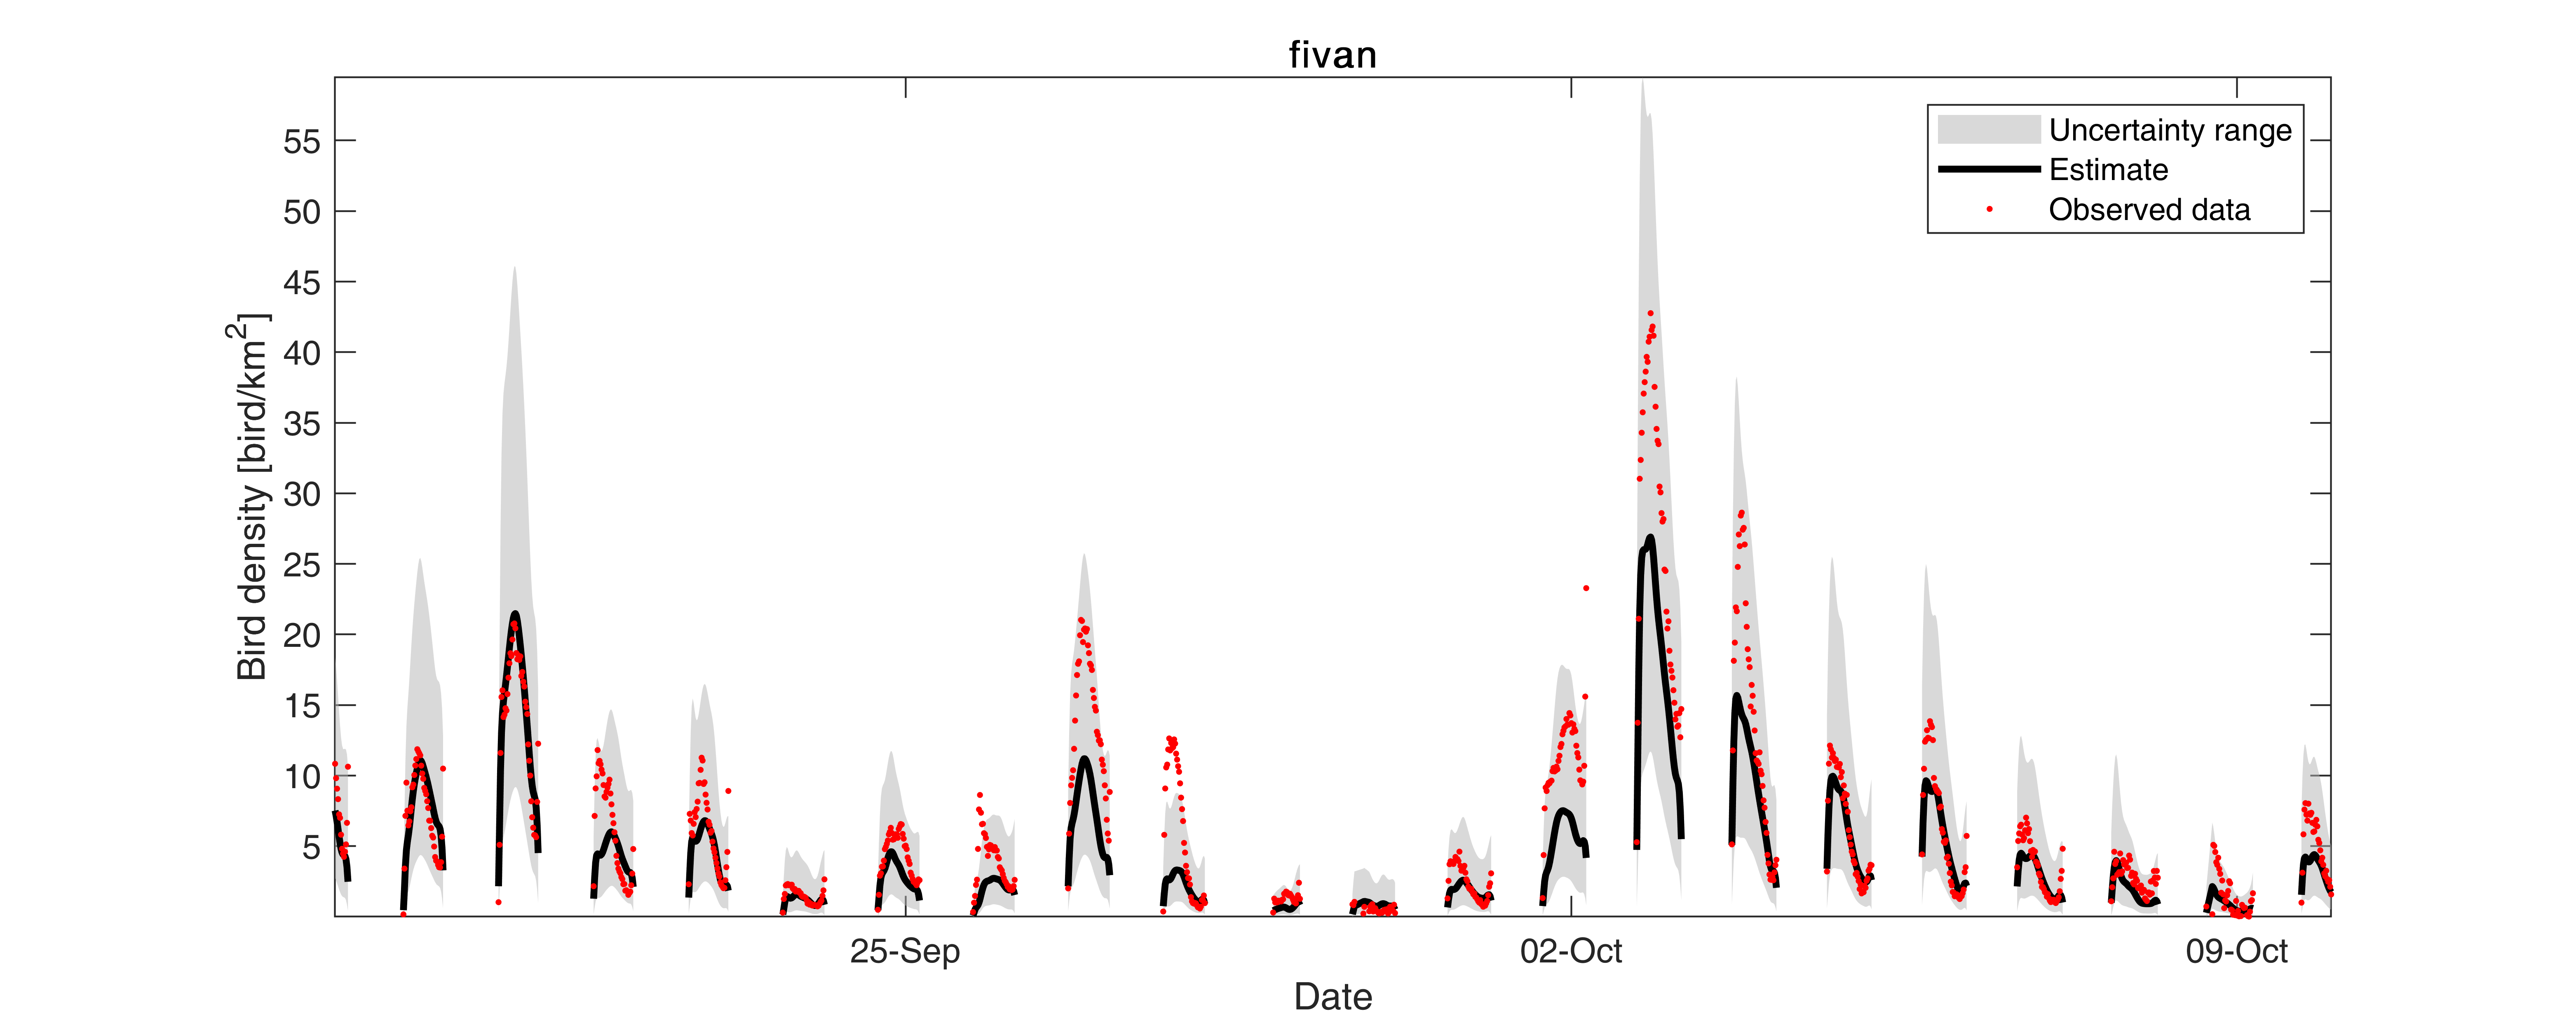 fivan
Uncertainty range
Estimate
Observed data
Bird density [bird/km²]
55
50
45
40
35
30
25
20
15
10
5
25-Sep
02-Oct
09-Oct
Date